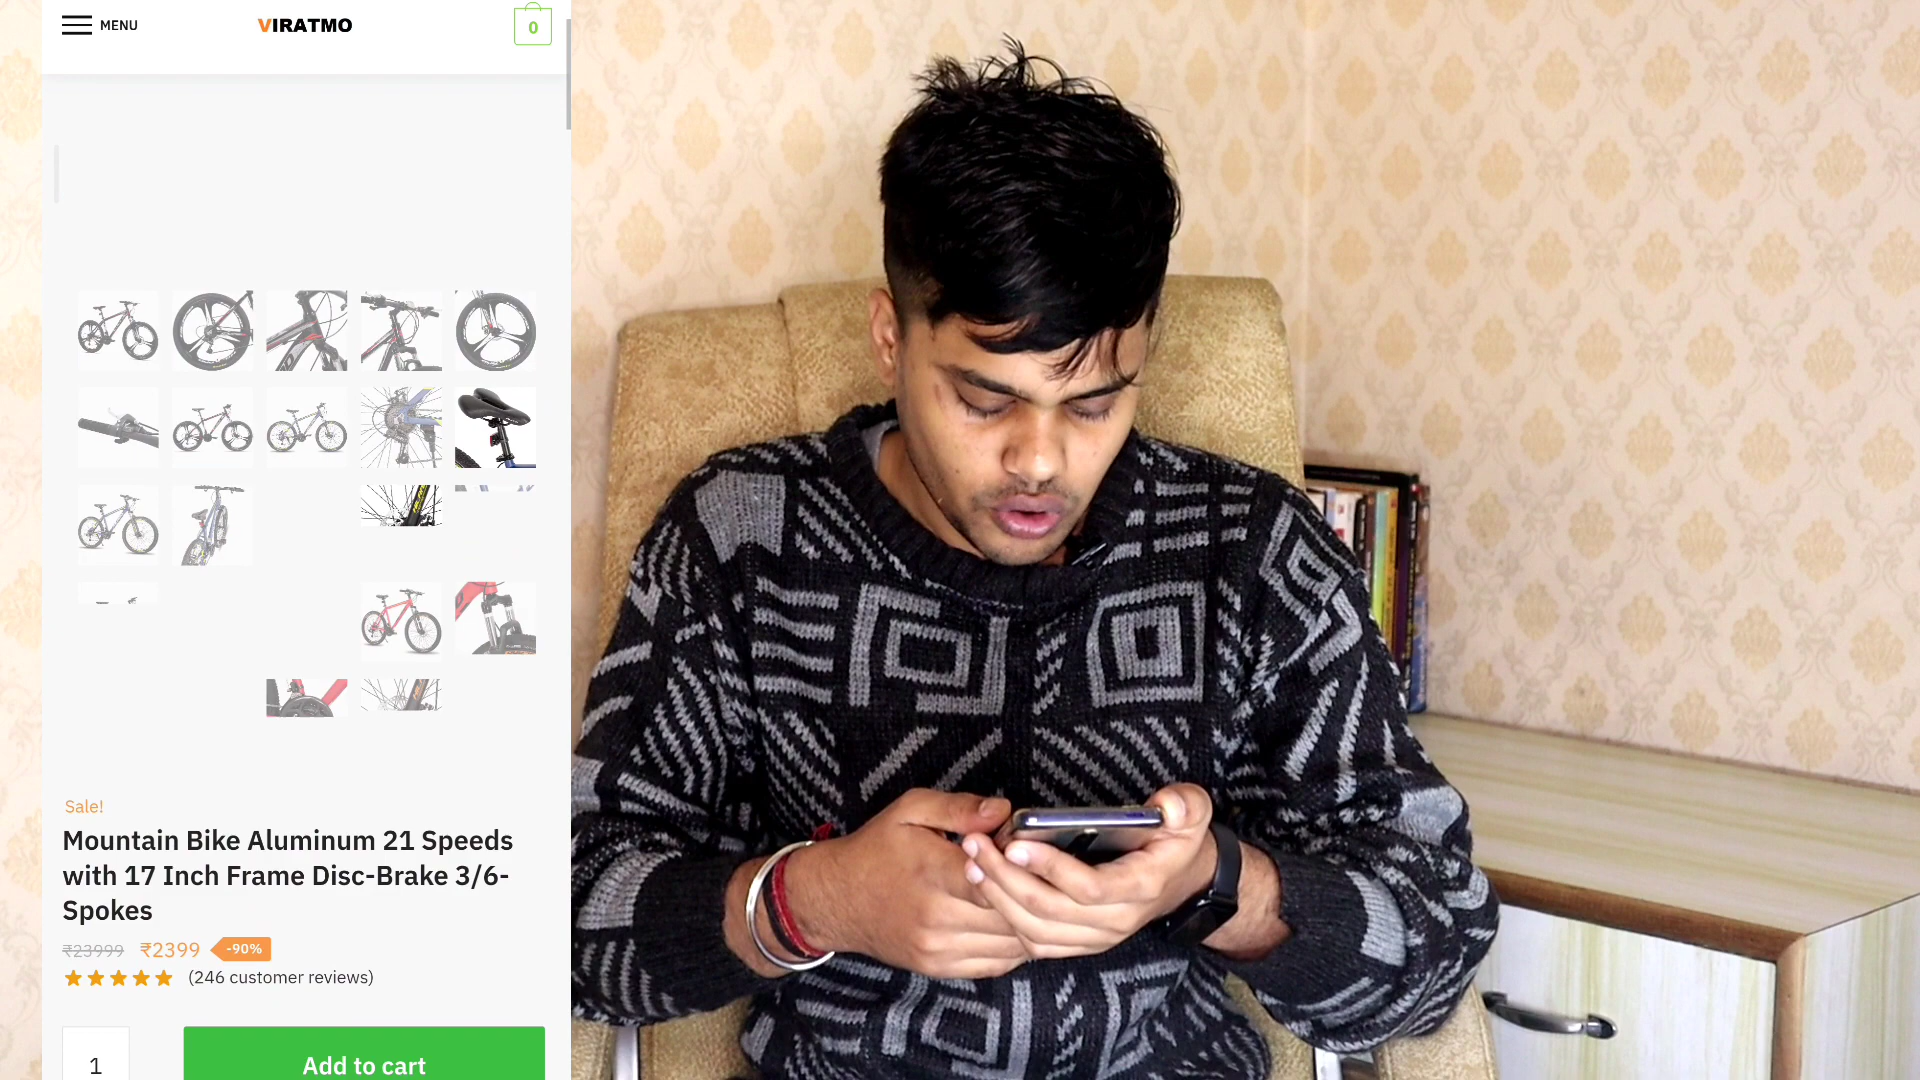 MENU
VIRATMO
0
Sale!
Mountain Bike Aluminum 21 Speeds
with 17 Inch Frame Disc-Brake 3/6-
Spokes
₹23999 ₹2399 -90%
(246 customer reviews)
1
Add to cart